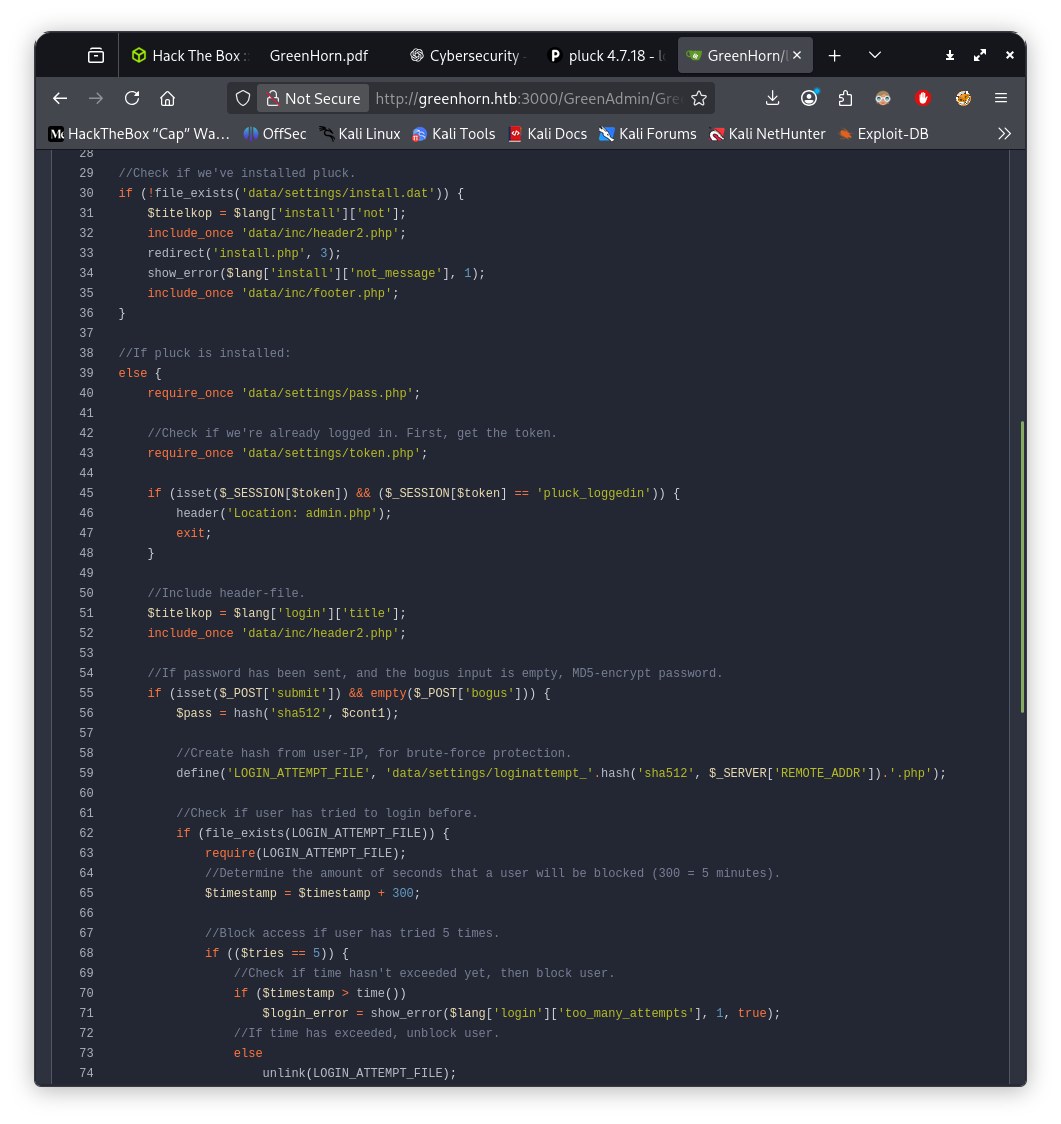 Hack The Box ::
GreenHorn.pdf
Cybersecurity -
pluck 4.7.18 - l
GreenHorn/l
Not Secure
http://greenhorn.htb:3000/GreenAdmin/Gre
HackTheBox “Cap” Wa…
OffSec
Kali Linux
Kali Tools
Kali Docs
Kali Forums
Kali NetHunter
Exploit-DB
28
29 //Check if we've installed pluck.
30 if (!file_exists('data/settings/install.dat')) {
31     $titelkop = $lang['install']['not'];
32     include_once 'data/inc/header2.php';
33     redirect('install.php', 3);
34     show_error($lang['install']['not_message'], 1);
35     include_once 'data/inc/footer.php';
36 }
37
38 //If pluck is installed:
39 else {
40     require_once 'data/settings/pass.php';
41
42     //Check if we're already logged in. First, get the token.
43     require_once 'data/settings/token.php';
44
45     if (isset($_SESSION[$token]) && ($_SESSION[$token] == 'pluck_loggedin')) {
46         header('Location: admin.php');
47         exit;
48     }
49
50     //Include header-file.
51     $titelkop = $lang['login']['title'];
52     include_once 'data/inc/header2.php';
53
54     //If password has been sent, and the bogus input is empty, MD5-encrypt password.
55     if (isset($_POST['submit']) && empty($_POST['bogus'])) {
56         $pass = hash('sha512', $cont1);
57
58         //Create hash from user-IP, for brute-force protection.
59         define('LOGIN_ATTEMPT_FILE', 'data/settings/loginattempt_'.hash('sha512', $_SERVER['REMOTE_ADDR']).'.php');
60
61         //Check if user has tried to login before.
62         if (file_exists(LOGIN_ATTEMPT_FILE)) {
63             require(LOGIN_ATTEMPT_FILE);
64             //Determine the amount of seconds that a user will be blocked (300 = 5 minutes).
65             $timestamp = $timestamp + 300;
66
67             //Block access if user has tried 5 times.
68             if (($tries == 5)) {
69                 //Check if time hasn't exceeded yet, then block user.
70                 if ($timestamp > time())
71                     $login_error = show_error($lang['login']['too_many_attempts'], 1, true);
72                 //If time has exceeded, unblock user.
73                 else
74                     unlink(LOGIN_ATTEMPT_FILE);